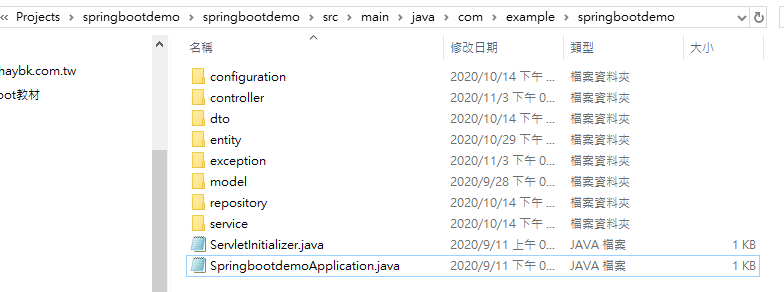 « Projects › springbootdemo › springbootdemo › src › main › java › com › example › springbootdemo
名稱 修改日期 類型 大小
haybk.com.tw
oot教材
configuration 2020/10/14 下午 ... 檔案資料夾
controller 2020/11/3 下午 0... 檔案資料夾
dto 2020/10/14 下午 ... 檔案資料夾
entity 2020/10/29 下午 ... 檔案資料夾
exception 2020/11/3 下午 0... 檔案資料夾
model 2020/9/28 下午 0... 檔案資料夾
repository 2020/10/14 下午 ... 檔案資料夾
service 2020/10/14 下午 ... 檔案資料夾
ServletInitializer.java 2020/9/11 上午 0... JAVA 檔案 1 KB
SpringbootdemoApplication.java 2020/9/11 下午 0... JAVA 檔案 1 KB